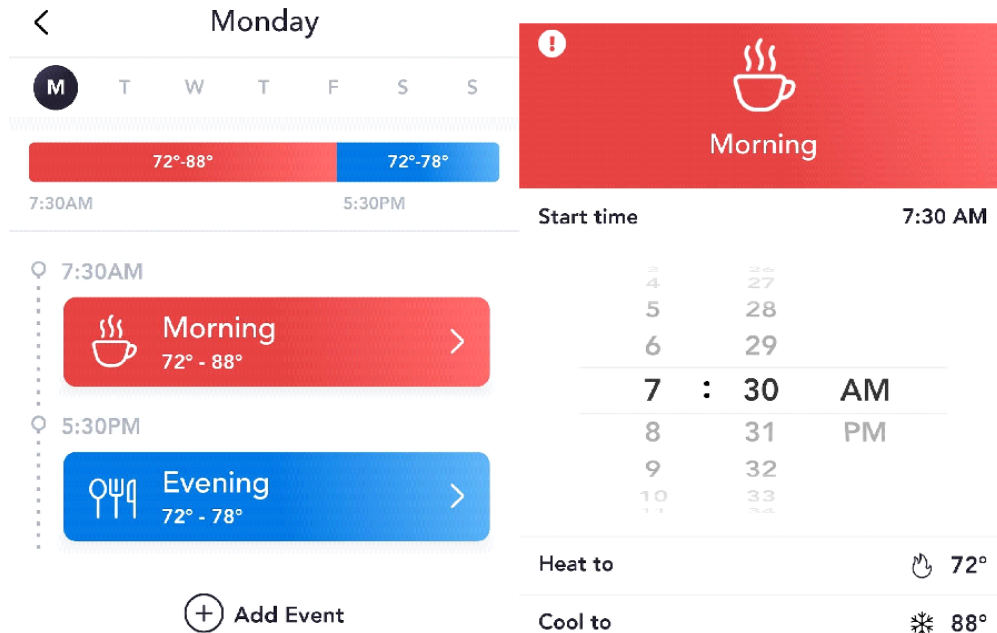 Monday
M T W T F S S
72°-88° 72°-78°
7:30AM 5:30PM
7:30AM
Morning
72° - 88°
5:30PM
Evening
72° - 78°
Add Event
!
Morning
Start time 7:30 AM
4 27
5 28
6 29
7 : 30 AM
8 31 PM
9 32
10 33
11 34
Heat to 72°
Cool to 88°